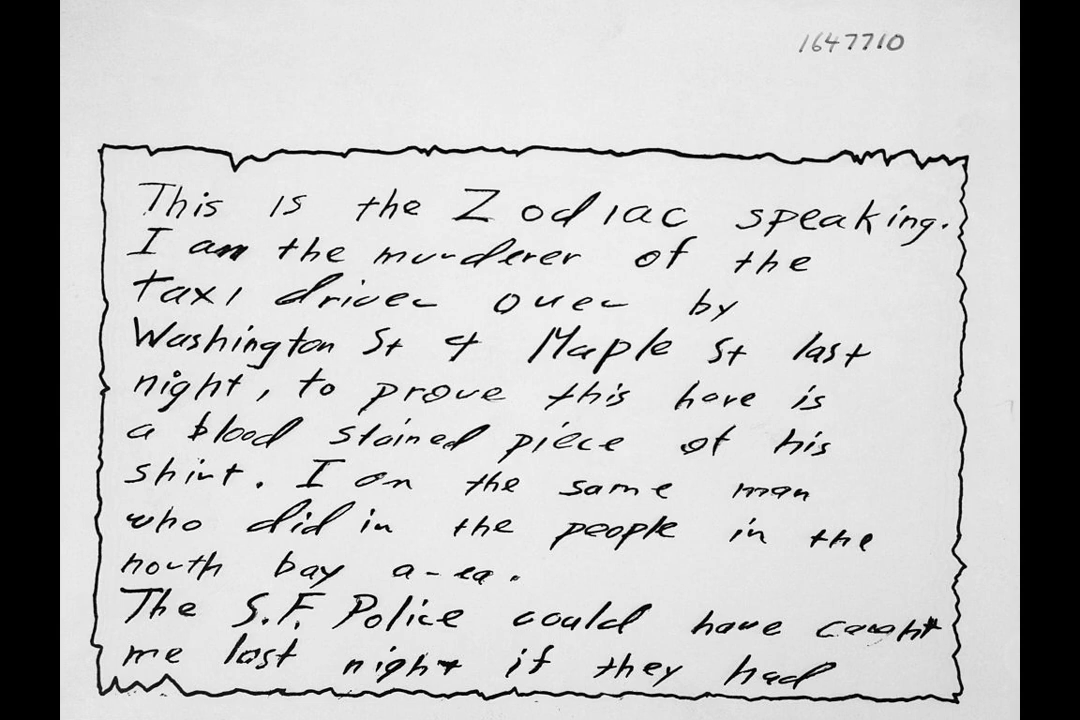 1647710
This is the Zodiac speaking.
I am the murderer of the
taxi driver over by
Washington St & Maple St last
night, to prove this here is
a blood stained piece of his
shirt. I am the same man
who did in the people in the
north bay area.
The S.F. Police could have caught
me last night if they had